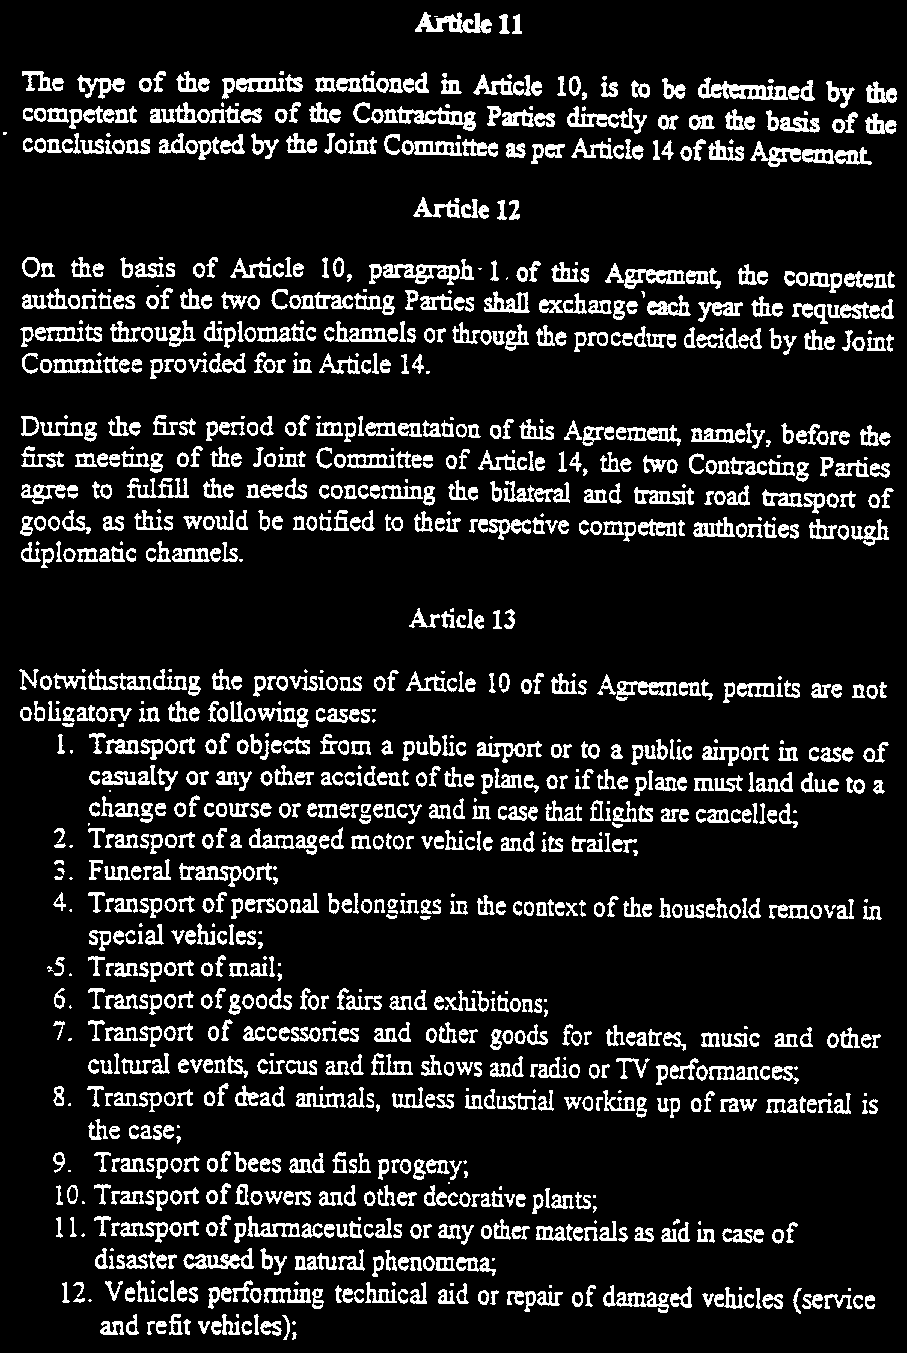 Article 11
The type of the permits mentioned in Article 10, is to be determined by the
competent authorities of the Contracting Parties directly or on the basis of the
conclusions adopted by the Joint Committee as per Article 14 of this Agreement.
Article 12
On the basis of Article 10, paragraph 1 of this Agreement, the competent
authorities of the two Contracting Parties shall exchange each year the requested
permits through diplomatic channels or through the procedure decided by the Joint
Committee provided for in Article 14.
During the first period of implementation of this Agreement, namely, before the
first meeting of the Joint Committee of Article 14, the two Contracting Parties
agree to fulfill the needs concerning the bilateral and transit road transport of
goods, as this would be notified to their respective competent authorities through
diplomatic channels.
Article 13
Notwithstanding the provisions of Article 10 of this Agreement, permits are not
obligatory in the following cases:
1. Transport of objects from a public airport or to a public airport in case of
casualty or any other accident of the plane, or if the plane must land due to a
change of course or emergency and in case that flights are cancelled;
2. Transport of a damaged motor vehicle and its trailer;
3. Funeral transport;
4. Transport of personal belongings in the context of the household removal in
special vehicles;
5. Transport of mail;
6. Transport of goods for fairs and exhibitions;
7. Transport of accessories and other goods for theatres, music and other
cultural events, circus and film shows and radio or TV performances;
8. Transport of dead animals, unless industrial working up of raw material is
the case;
9. Transport of bees and fish progeny;
10. Transport of flowers and other decorative plants;
11. Transport of pharmaceuticals or any other materials as aid in case of
disaster caused by natural phenomena;
12. Vehicles performing technical aid or repair of damaged vehicles (service
and refit vehicles);